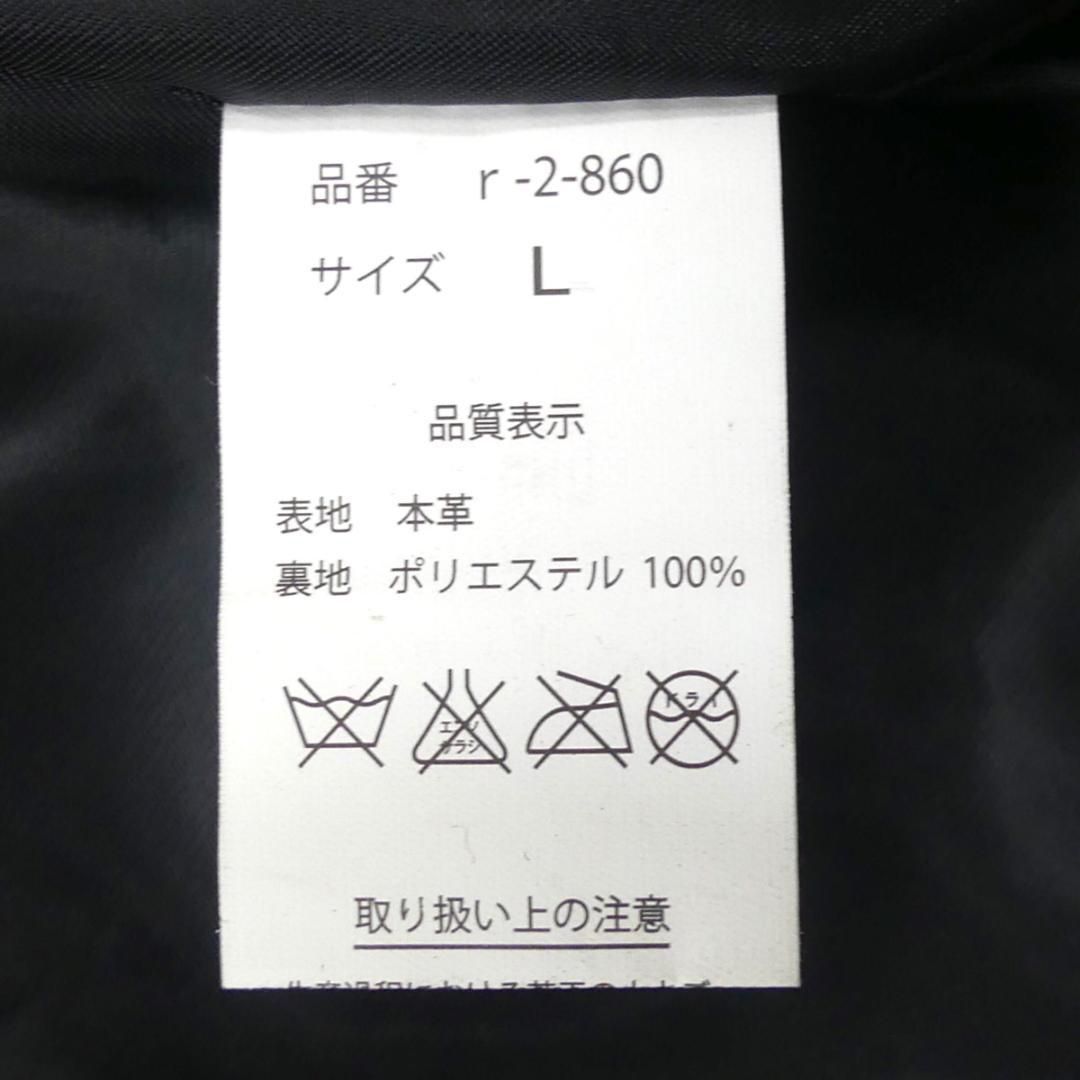 品番 r -2-860
サイズ L
品質表示
表地 本革
裏地 ポリエステル 100%
エンソ サラシ
ドライ
取り扱い上の注意